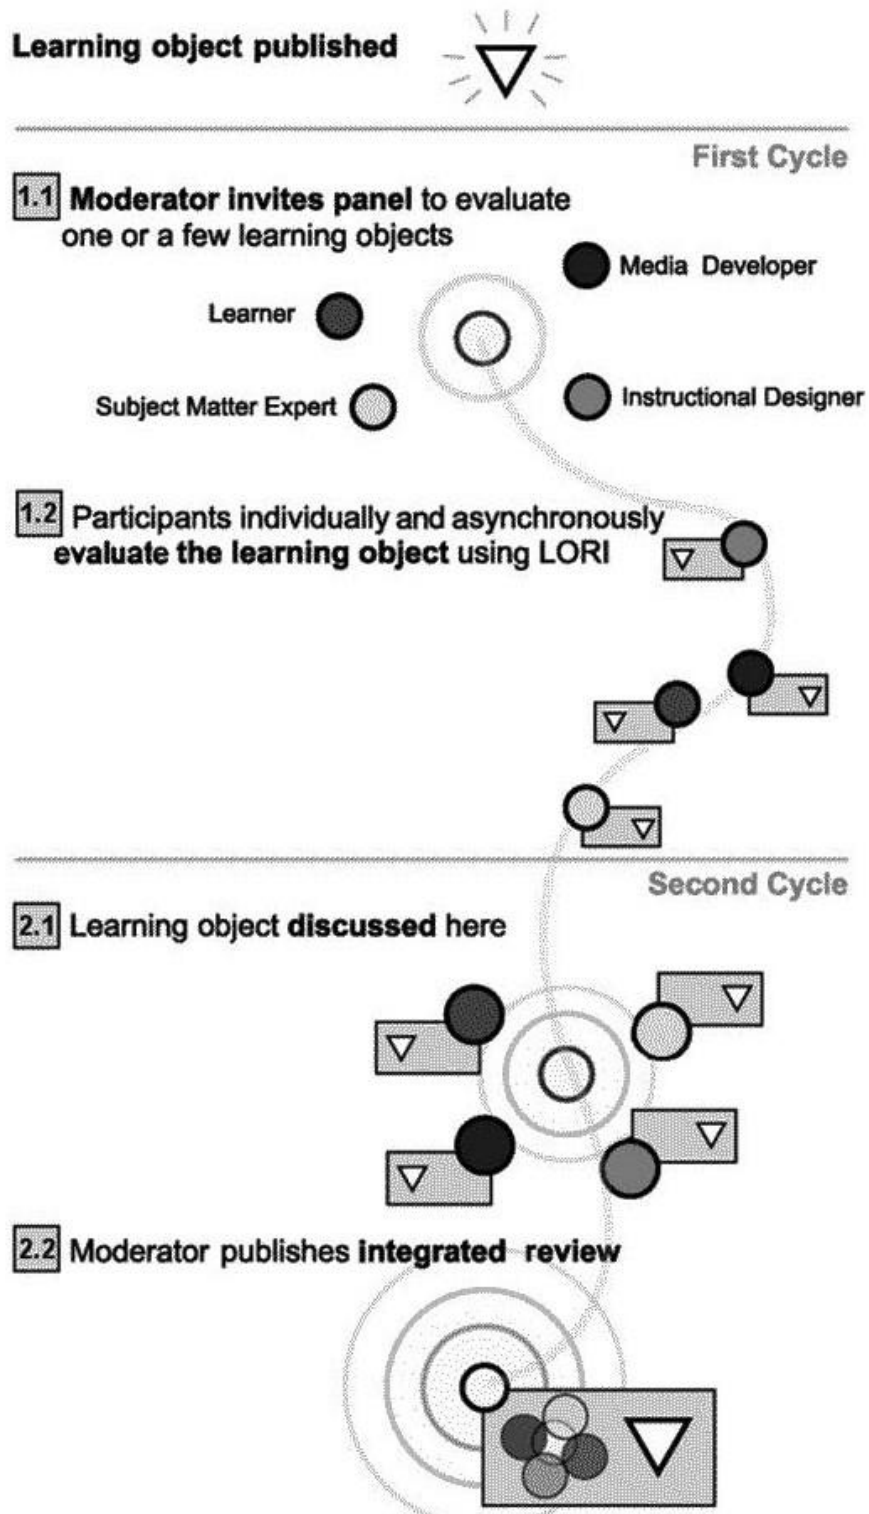 Learning object published
First Cycle
1.1 Moderator invites panel to evaluate
one or a few learning objects
Media Developer
Learner
Instructional Designer
Subject Matter Expert
1.2 Participants individually and asynchronously
evaluate the learning object using LORI
Second Cycle
2.1 Learning object discussed here
2.2 Moderator publishes integrated review